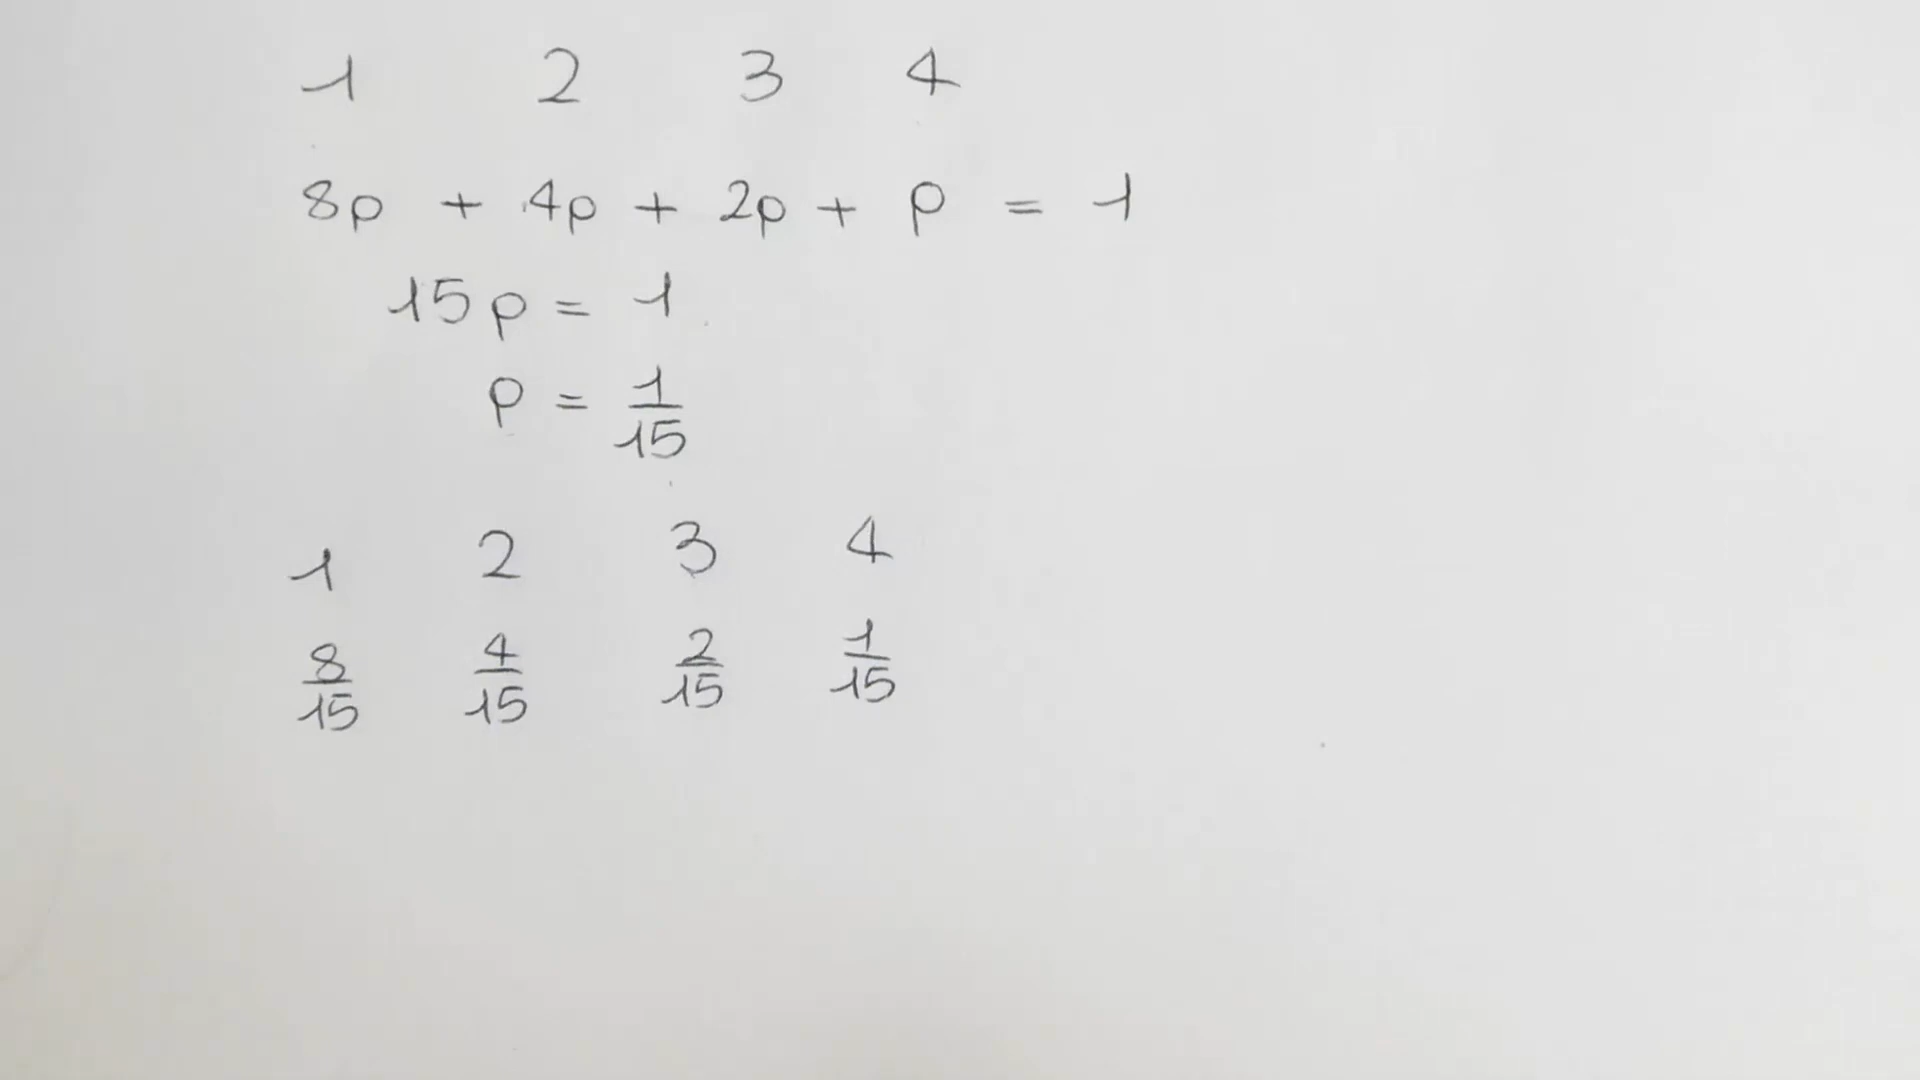 1 2 3 4
8p + 4p + 2p + p = 1
15p = 1
p = 1/15
1 2 3 4
8/15 4/15 2/15 1/15